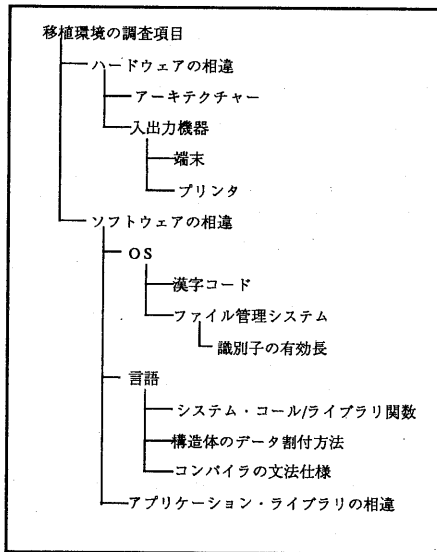 移植環境の調査項目
ハードウェアの相違
アーキテクチャー
入出力機器
端末
プリンタ
ソフトウェアの相違
OS
漢字コード
ファイル管理システム
識別子の有効長
言語
システム・コール/ライブラリ関数
構造体のデータ割付方法
コンパイラの文法仕様
アプリケーション・ライブラリの相違